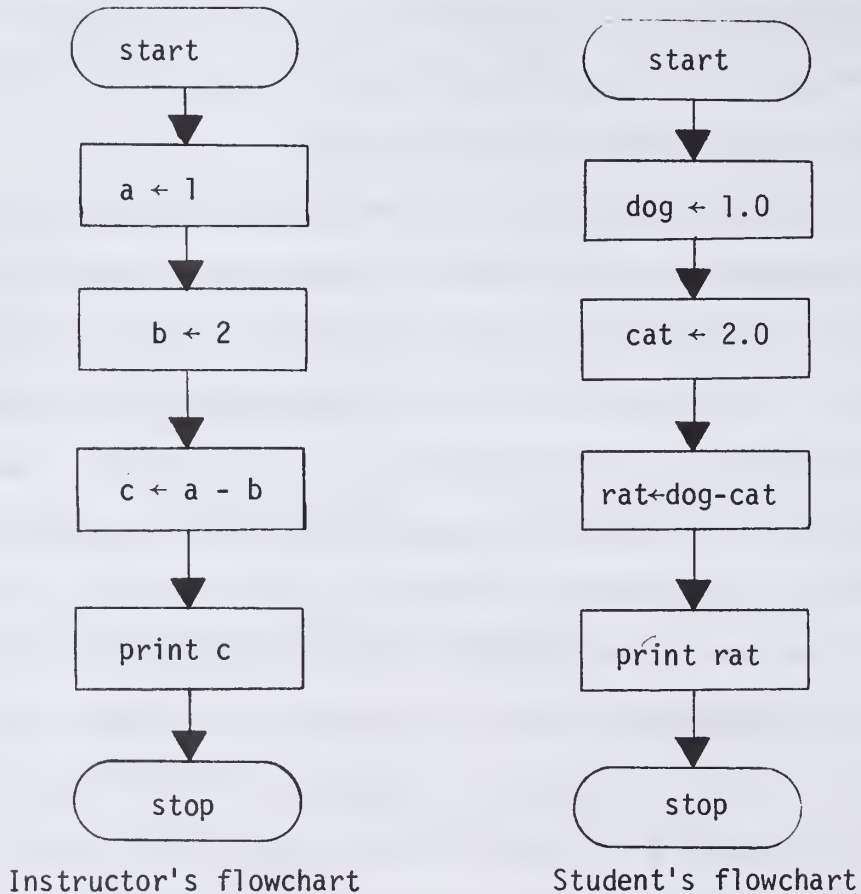 start
a ← 1
b ← 2
c ← a - b
print c
stop
Instructor's flowchart
start
dog ← 1.0
cat ← 2.0
rat←dog-cat
print rat
stop
Student's flowchart